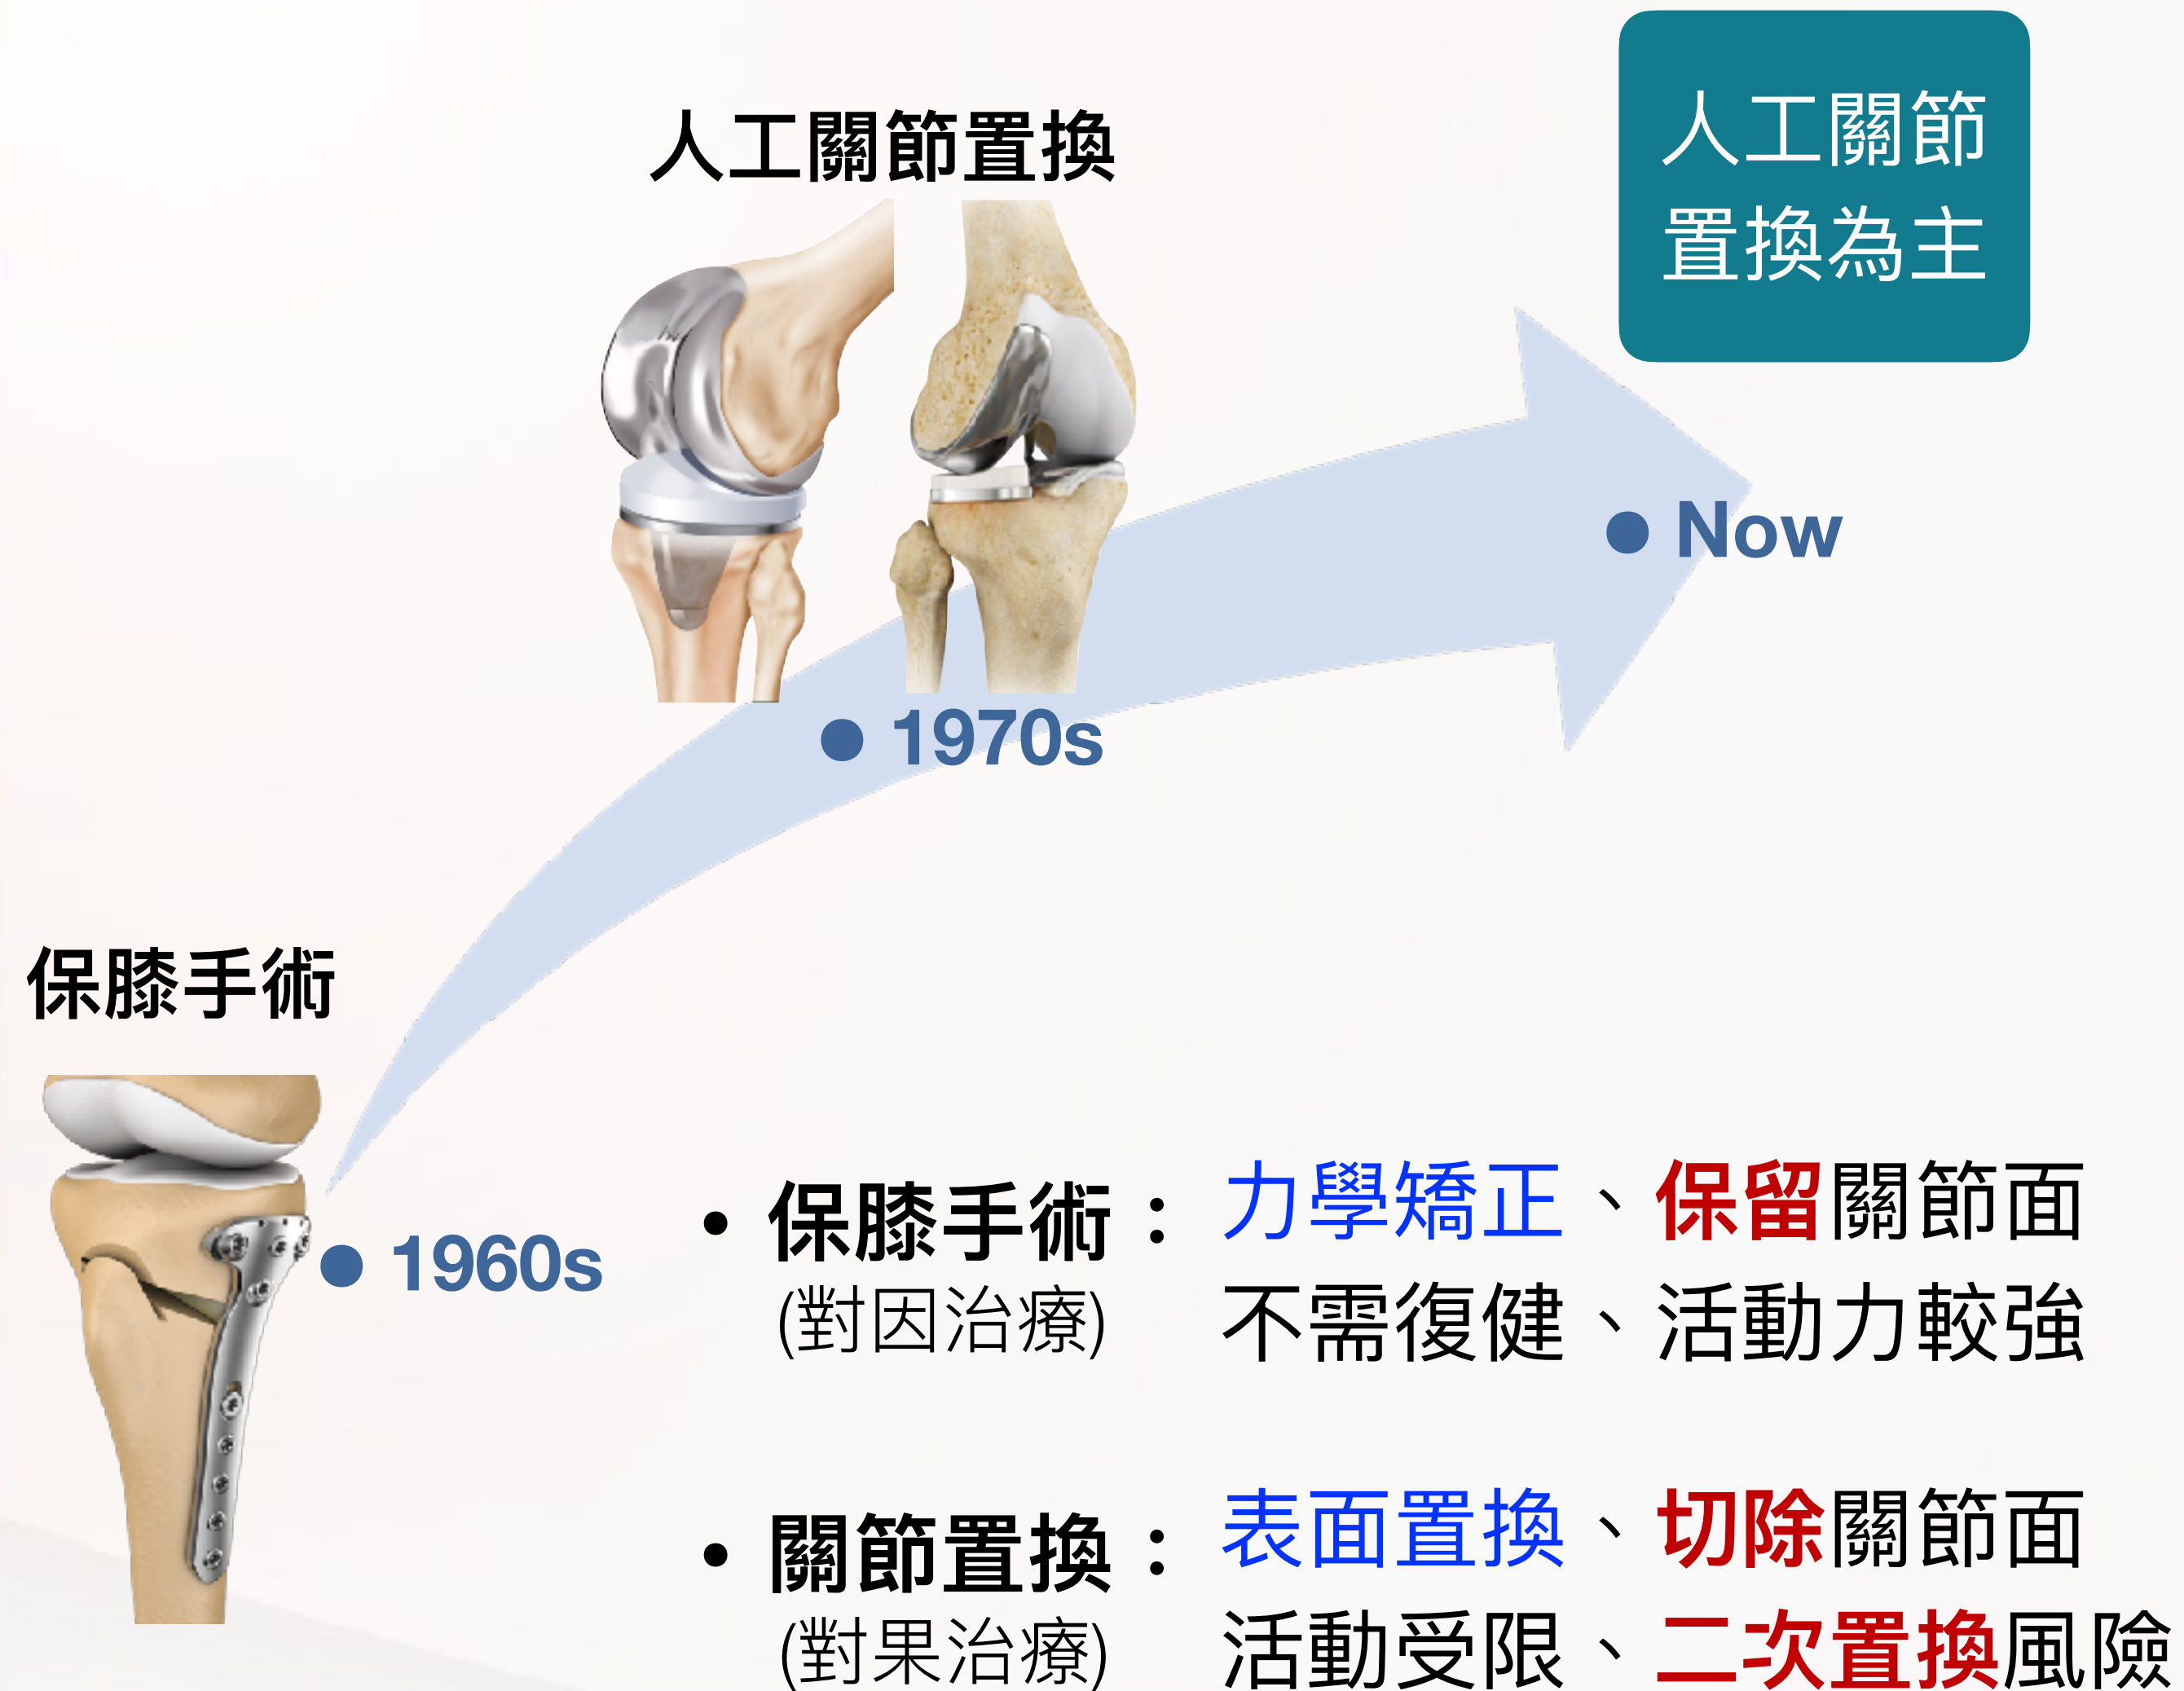 人工關節
置換為主
人工關節置換
● Now
● 1970s
保膝手術
● 1960s
• 保膝手術：力學矯正、保留關節面
(對因治療) 不需復健、活動力較強
• 關節置換：表面置換、切除關節面
(對果治療) 活動受限、二次置換風險